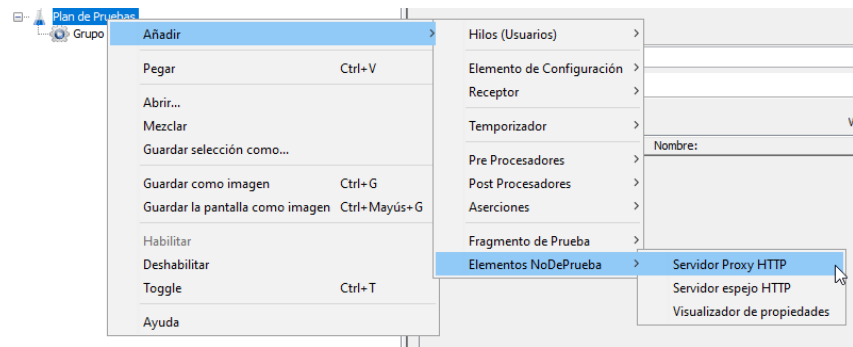 Plan de Pruebas
Grupo
Añadir
Pegar Ctrl+V
Abrir...
Mezclar
Guardar selección como...
Guardar como imagen Ctrl+G
Guardar la pantalla como imagen Ctrl+Mayús+G
Habilitar
Deshabilitar
Toggle Ctrl+T
Ayuda
Hilos (Usuarios)
Elemento de Configuración
Receptor
Temporizador
Pre Procesadores
Post Procesadores
Aserciones
Fragmento de Prueba
Elementos NoDePrueba
Servidor Proxy HTTP
Servidor espejo HTTP
Visualizador de propiedades
Nombre: